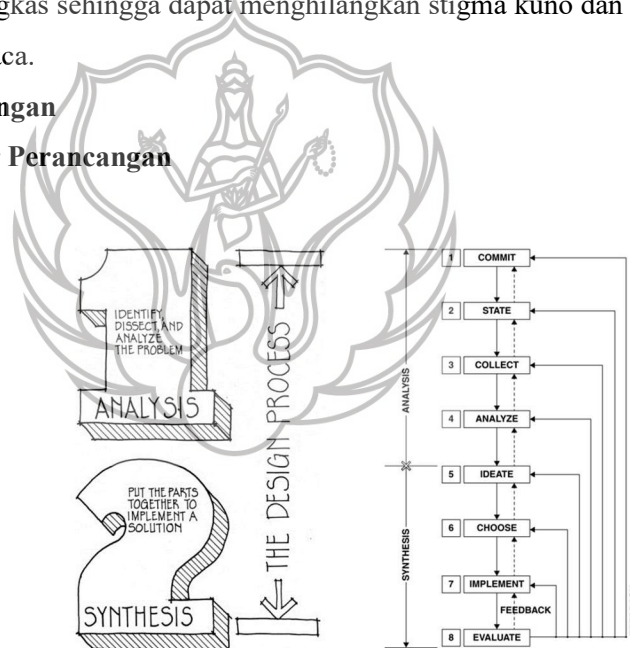 gkas sehingga dapat menghilangkan stigma kuno dan
aca.
ngan
Perancangan
IDENTIFY,
DISSECT, AND
ANALYZE
THE PROBLEM
ANALYSIS
PUT THE PARTS
TOGETHER TO
IMPLEMENT A
SOLUTION
SYNTHESIS
THE DESIGN PROCESS
ANALYSIS
SYNTHESIS
1 COMMIT
2 STATE
3 COLLECT
4 ANALYZE
5 IDEATE
6 CHOOSE
7 IMPLEMENT
FEEDBACK
8 EVALUATE